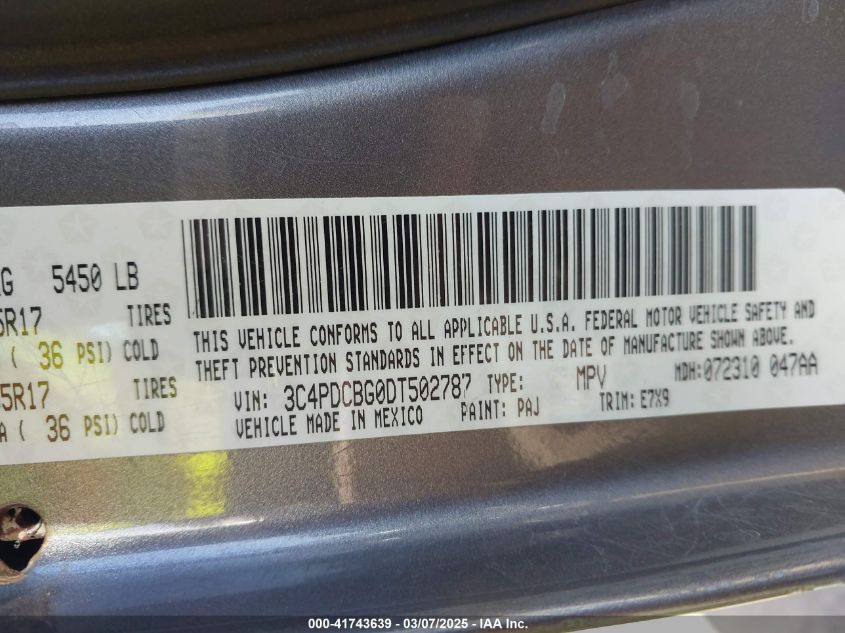 5450 LB
5R17 TIRES
( 36 PSI) COLD
5R17 TIRES
A ( 36 PSI) COLD
THIS VEHICLE CONFORMS TO ALL APPLICABLE U.S.A. FEDERAL MOTOR VEHICLE SAFETY AND
THEFT PREVENTION STANDARDS IN EFFECT ON THE DATE OF MANUFACTURE SHOWN ABOVE.
VIN: 3C4PDCBG0DT502787 TYPE: MPV MDH:072310 047AA
VEHICLE MADE IN MEXICO PAINT: PAJ TRIM: E7X9
000-41743639 - 03/07/2025 - IAA Inc.